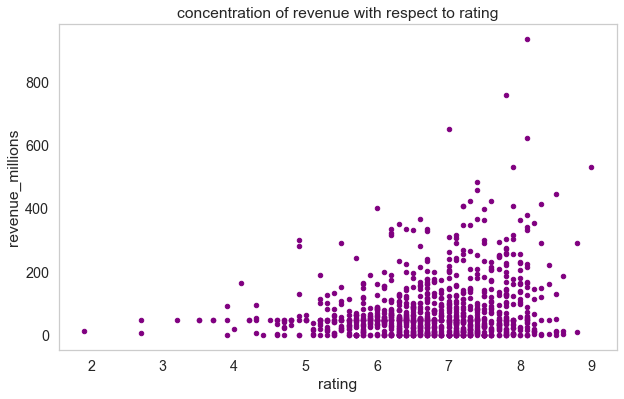 concentration of revenue with respect to rating
revenue_millions
800
600
400
200
0
2 3 4 5 6 7 8 9
rating